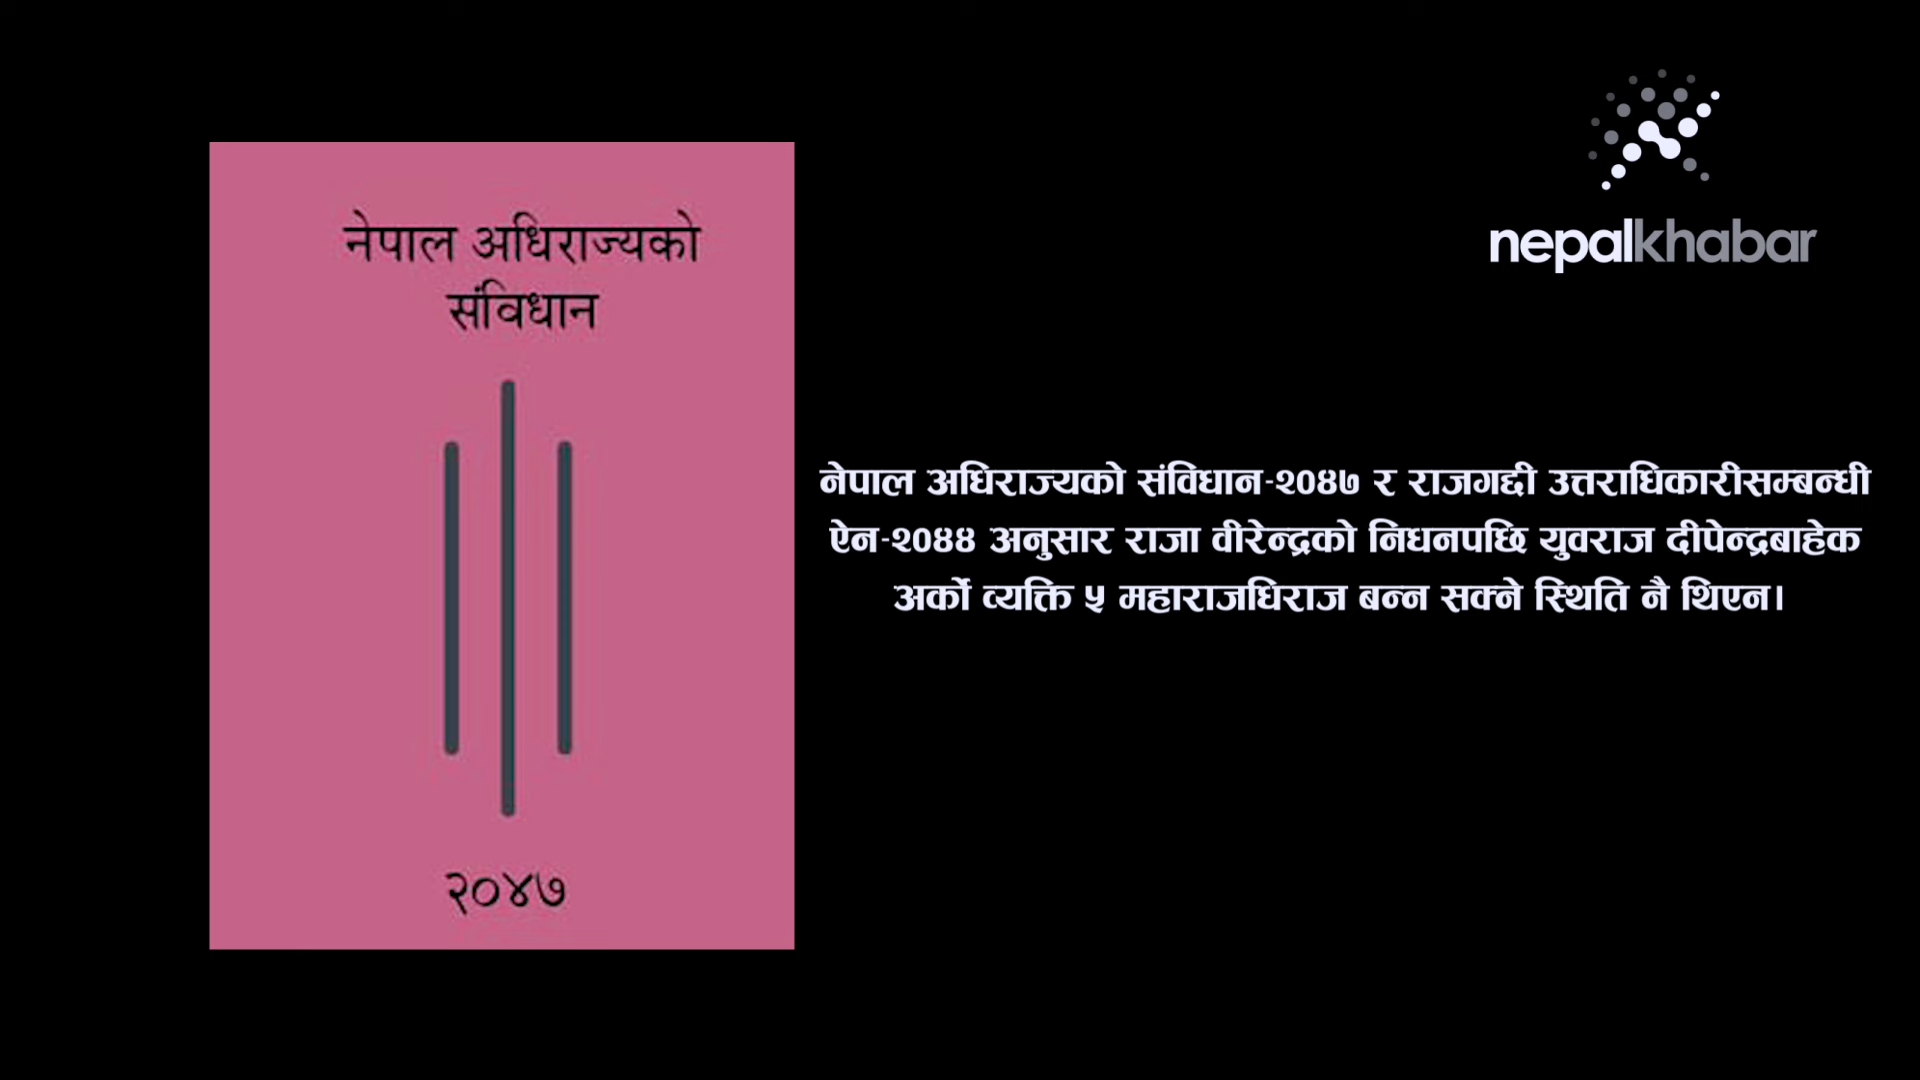 नेपाल अधिराज्यको
संविधान
२०४७
nepalkhabar
नेपाल अधिराज्यको संविधान-२०४७ र राजगद्दी उत्तराधिकारीसम्बन्धी
ऐन-२०४४ अनुसार राजा वीरेन्द्रको निधनपछि युवराज दीपेन्द्रबाहेक
अर्को व्यक्ति ५ महाराजधिराज बन्न सक्ने स्थिति नै थिएन।